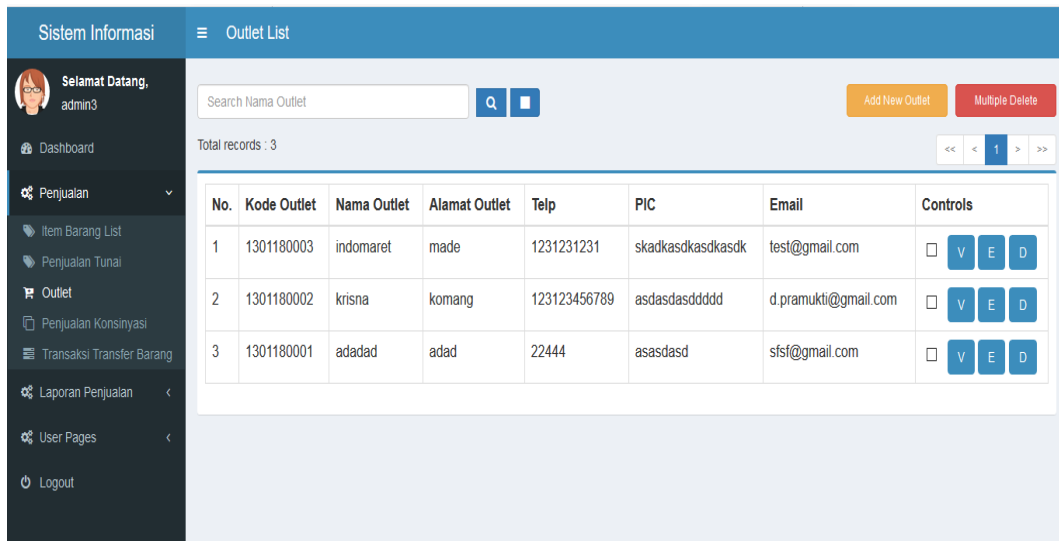 Sistem Informasi
Outlet List
Selamat Datang,
admin3
Dashboard
Penjualan
Item Barang List
Penjualan Tunai
Outlet
Penjualan Konsinyasi
Transaksi Transfer Barang
Laporan Penjualan
User Pages
Logout
Search Nama Outlet
Add New Outlet
Multiple Delete
Total records : 3
<< < 1 > >>
No. Kode Outlet Nama Outlet Alamat Outlet Telp PIC Email Controls
1 1301180003 indomaret made 1231231231 skadkasdkasdkasdk test@gmail.com V E D
2 1301180002 krisna komang 123123456789 asdasdasddddd d.pramukti@gmail.com V E D
3 1301180001 adadad adad 22444 asasdasd sfsf@gmail.com V E D